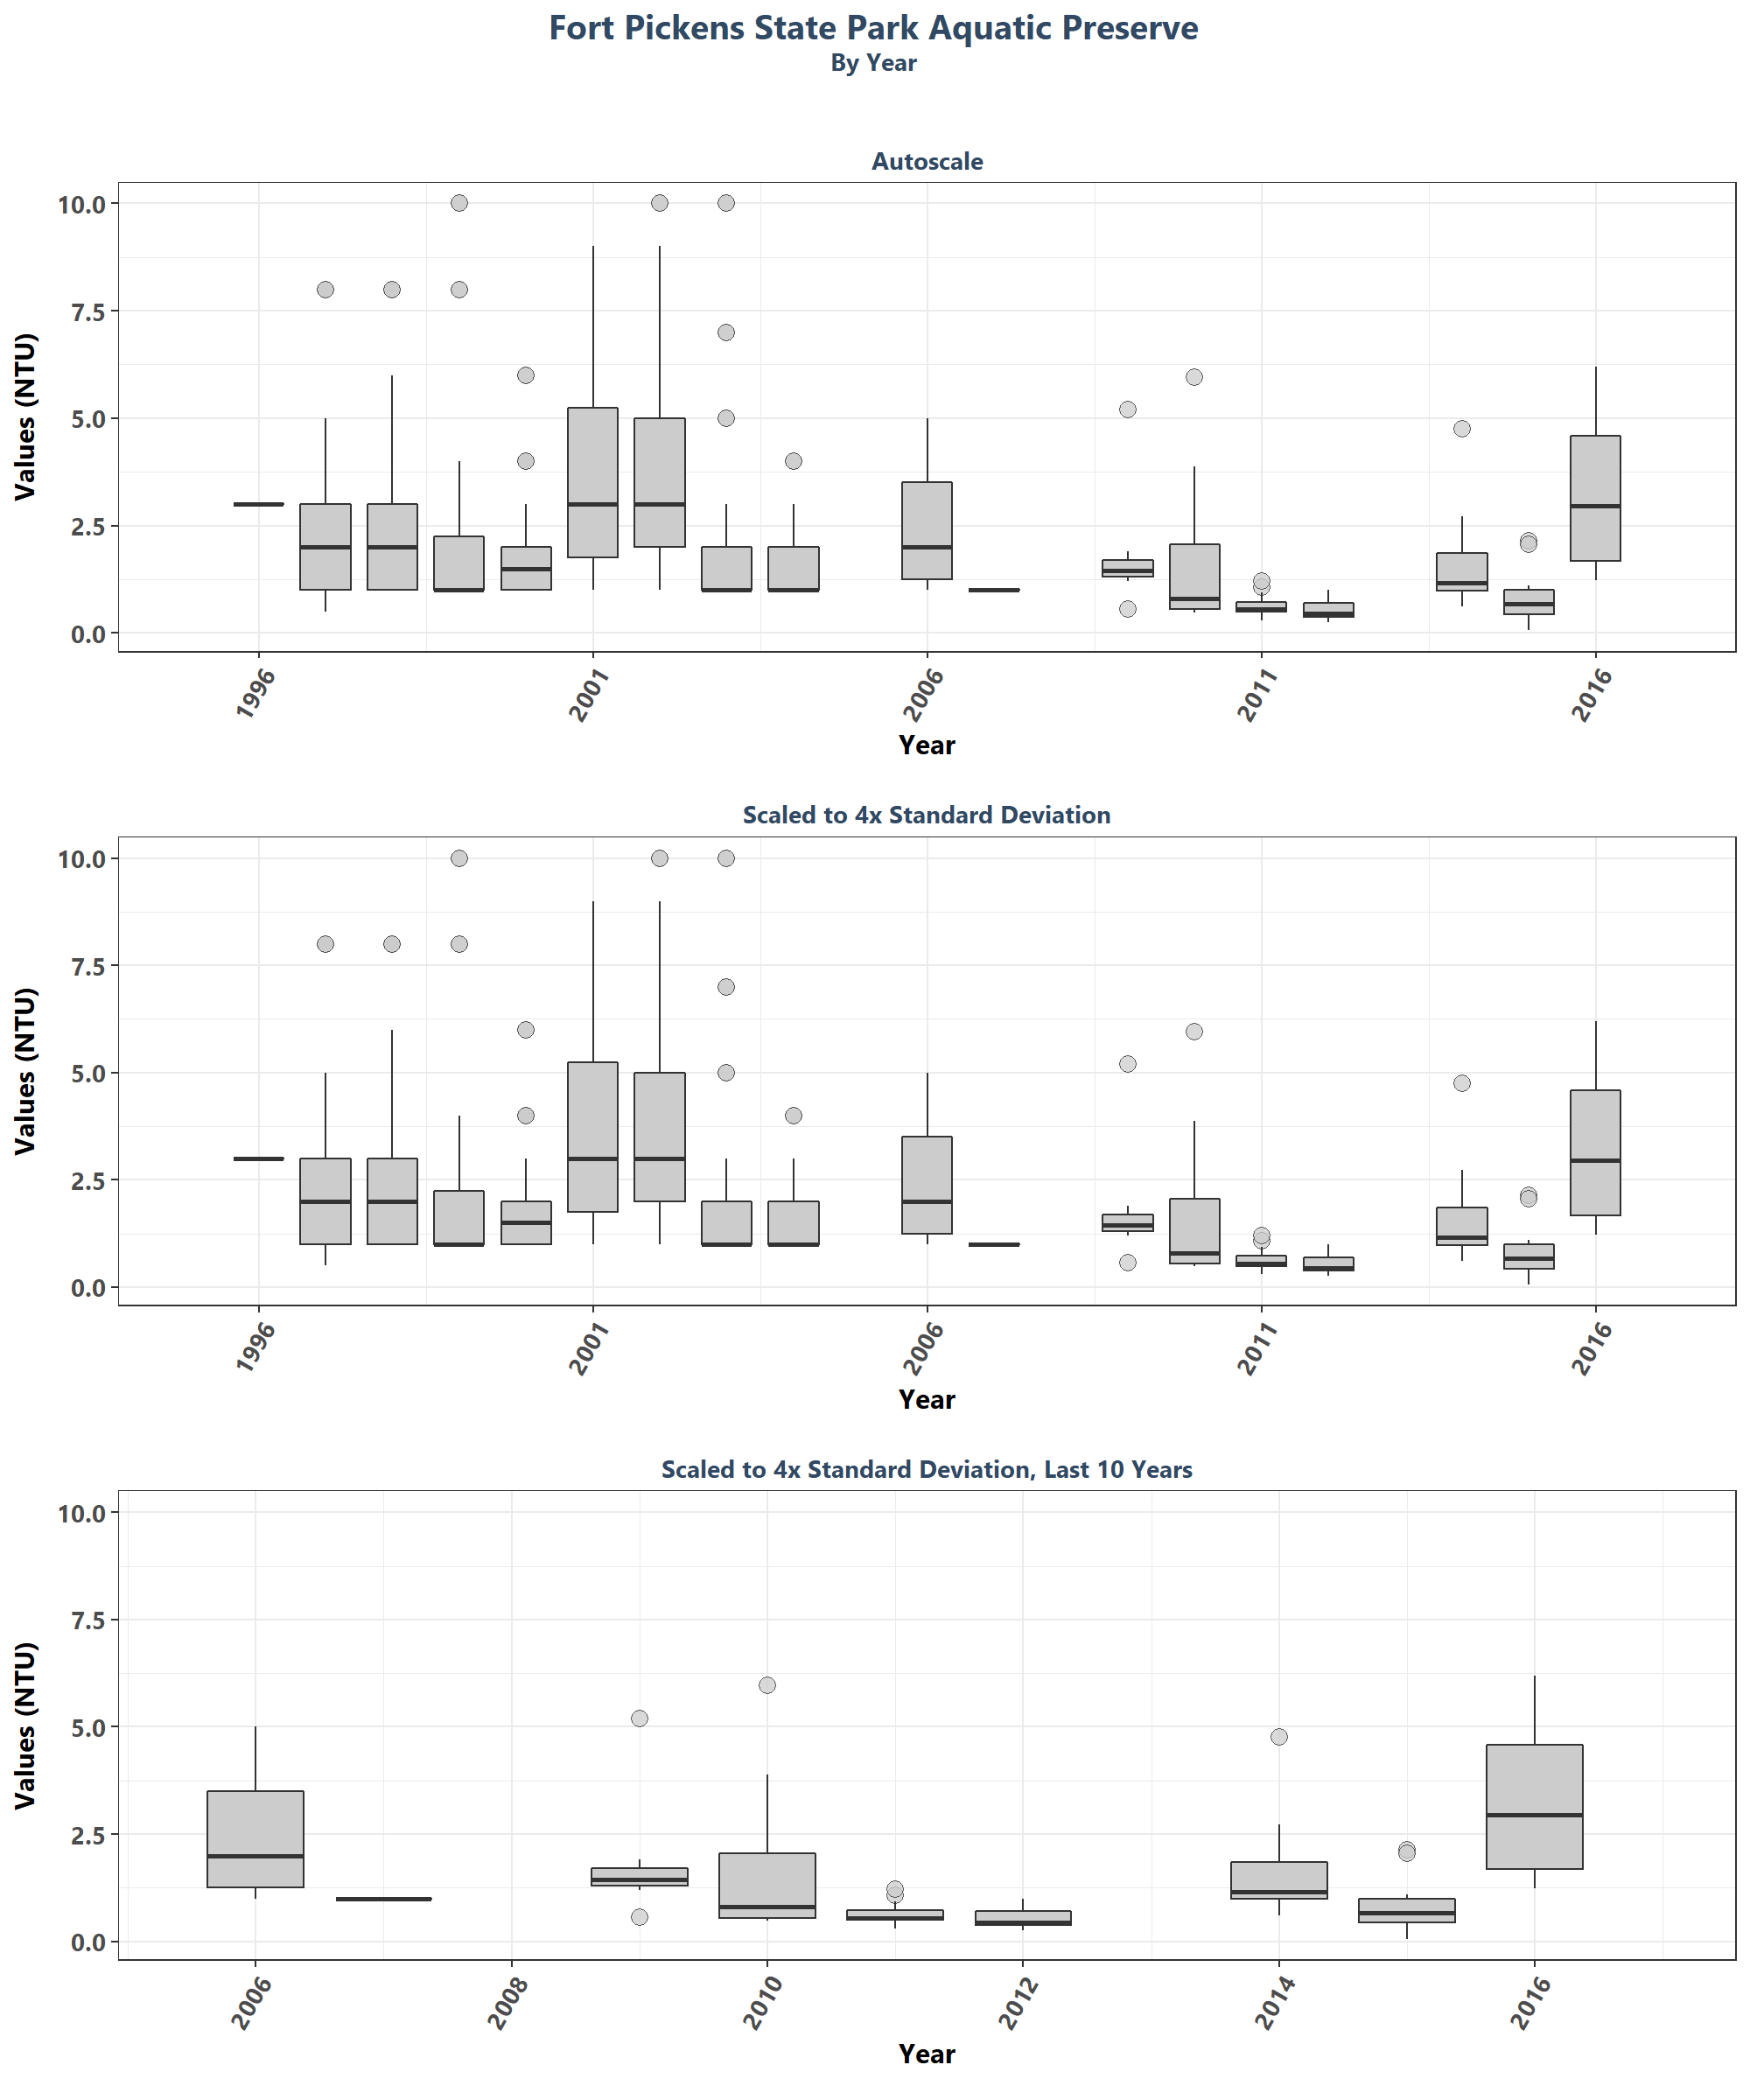 Fort Pickens State Park Aquatic Preserve
By Year
Autoscale
Values (NTU)
10.0
7.5
5.0
2.5
0.0
1996
2001
2006
2011
2016
Year
Scaled to 4x Standard Deviation
Values (NTU)
10.0
7.5
5.0
2.5
0.0
1996
2001
2006
2011
2016
Year
Scaled to 4x Standard Deviation, Last 10 Years
Values (NTU)
10.0
7.5
5.0
2.5
0.0
2006
2008
2010
2012
2014
2016
Year